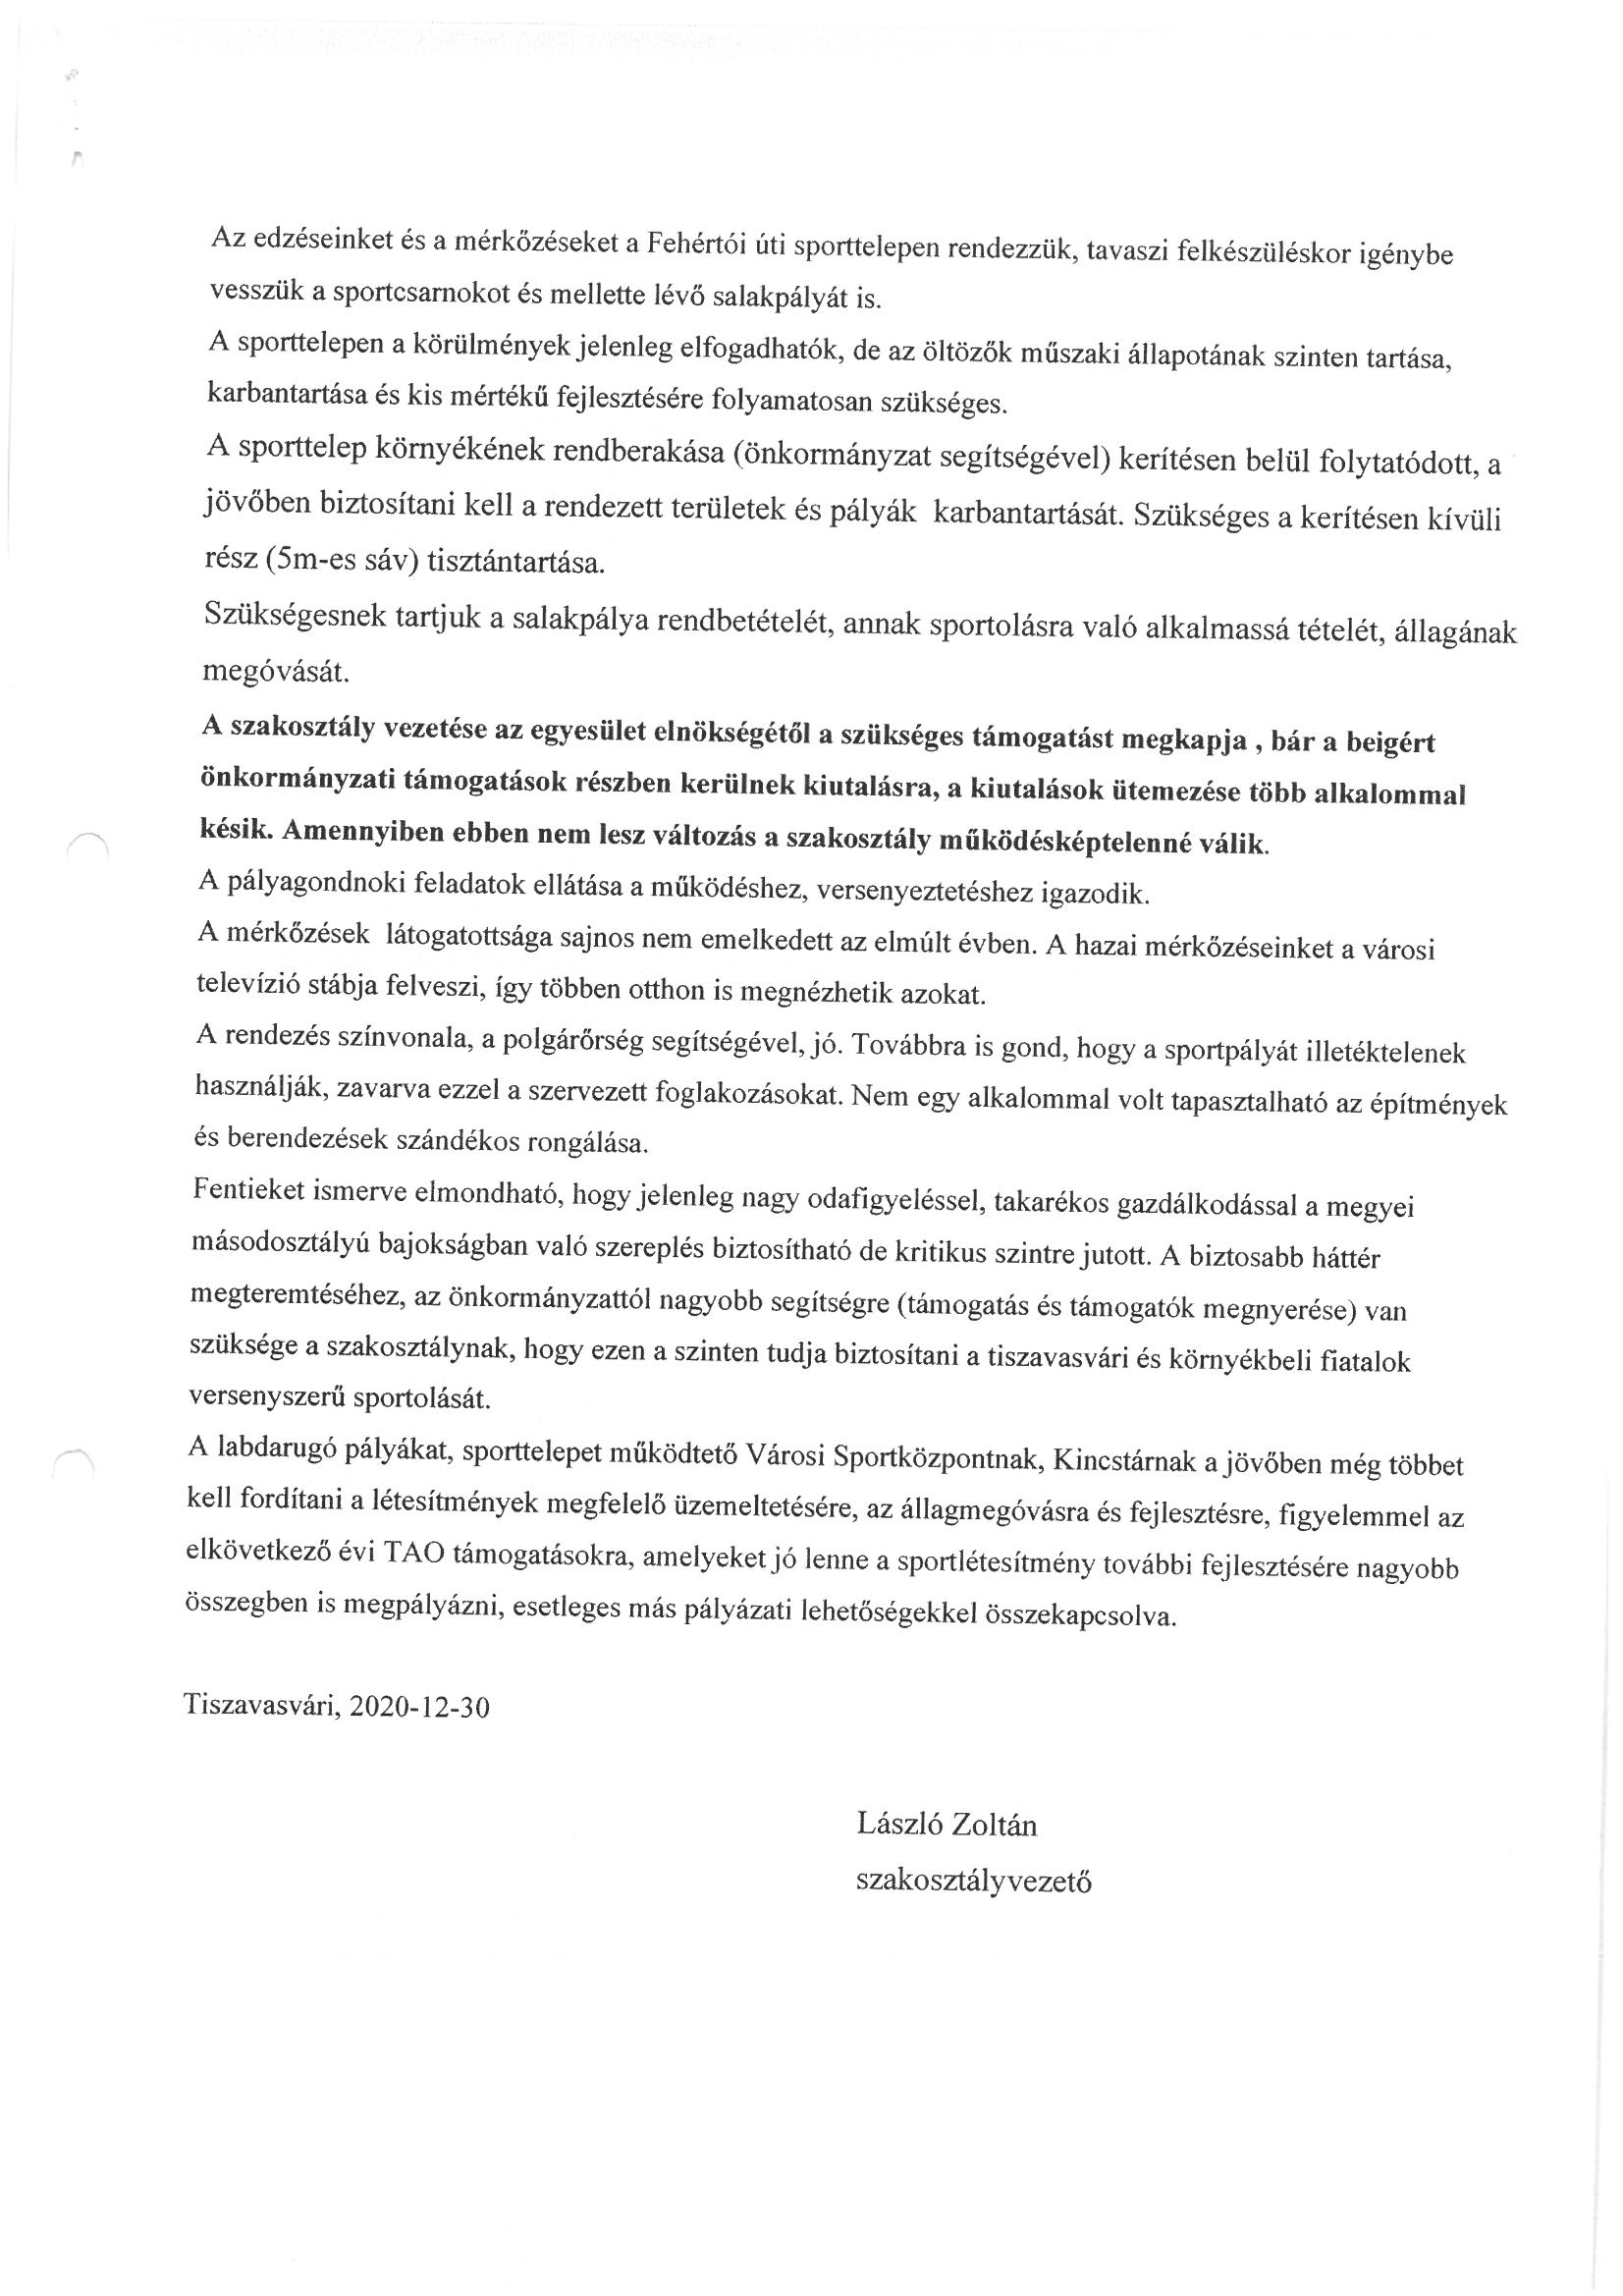 Az edzéseinket és a mérkőzéseket a Fehértói úti sporttelepen rendezzük, tavaszi felkészüléskor igénybe
vesszük a sportcsarnokot és mellette lévő salakpályát is.
A sporttelepen a körülmények jelenleg elfogadhatók, de az öltözők műszaki állapotának szinten tartása,
karbantartása és kis mértékű fejlesztésére folyamatosan szükséges.
A sporttelep környékének rendberakása (önkormányzat segítségével) kerítésen belül folytatódott, a
jövőben biztosítani kell a rendezett területek és pályák karbantartását. Szükséges a kerítésen kívüli
rész (5m-es sáv) tisztántartása.
Szükségesnek tartjuk a salakpálya rendbetételét, annak sportolásra való alkalmassá tételét, állagának
megóvását.
A szakosztály vezetése az egyesület elnökségétől a szükséges támogatást megkapja , bár a beigért
önkormányzati támogatások részben kerülnek kiutalásra, a kiutalások ütemezése több alkalommal
késik. Amennyiben ebben nem lesz változás a szakosztály működésképtelenné válik.
A pályagondnoki feladatok ellátása a működéshez, versenyeztetéshez igazodik.
A mérkőzések látogatottsága sajnos nem emelkedett az elmúlt évben. A hazai mérkőzéseinket a városi
televízió stábja felveszi, így többen otthon is megnézhetik azokat.
A rendezés színvonala, a polgárőrség segítségével, jó. Továbbra is gond, hogy a sportpályát illetéktelenek
használják, zavarva ezzel a szervezett foglakozásokat. Nem egy alkalommal volt tapasztalható az építmények
és berendezések szándékos rongálása.
Fentieket ismerve elmondható, hogy jelenleg nagy odafigyeléssel, takarékos gazdálkodással a megyei
másodosztályú bajokságban való szereplés biztosítható de kritikus szintre jutott. A biztosabb háttér
megteremtéséhez, az önkormányzattól nagyobb segítségre (támogatás és támogatók megnyerése) van
szüksége a szakosztálynak, hogy ezen a szinten tudja biztosítani a tiszavasvári és környékbeli fiatalok
versenyszerű sportolását.
A labdarugó pályákat, sporttelepet működtető Városi Sportközpontnak, Kincstárnak a jövőben még többet
kell fordítani a létesítmények megfelelő üzemeltetésére, az állagmegóvásra és fejlesztésre, figyelemmel az
elkövetkező évi TAO támogatásokra, amelyeket jó lenne a sportlétesítmény további fejlesztésére nagyobb
összegben is megpályázni, esetleges más pályázati lehetőségekkel összekapcsolva.
Tiszavasvári, 2020-12-30
László Zoltán
szakosztályvezető